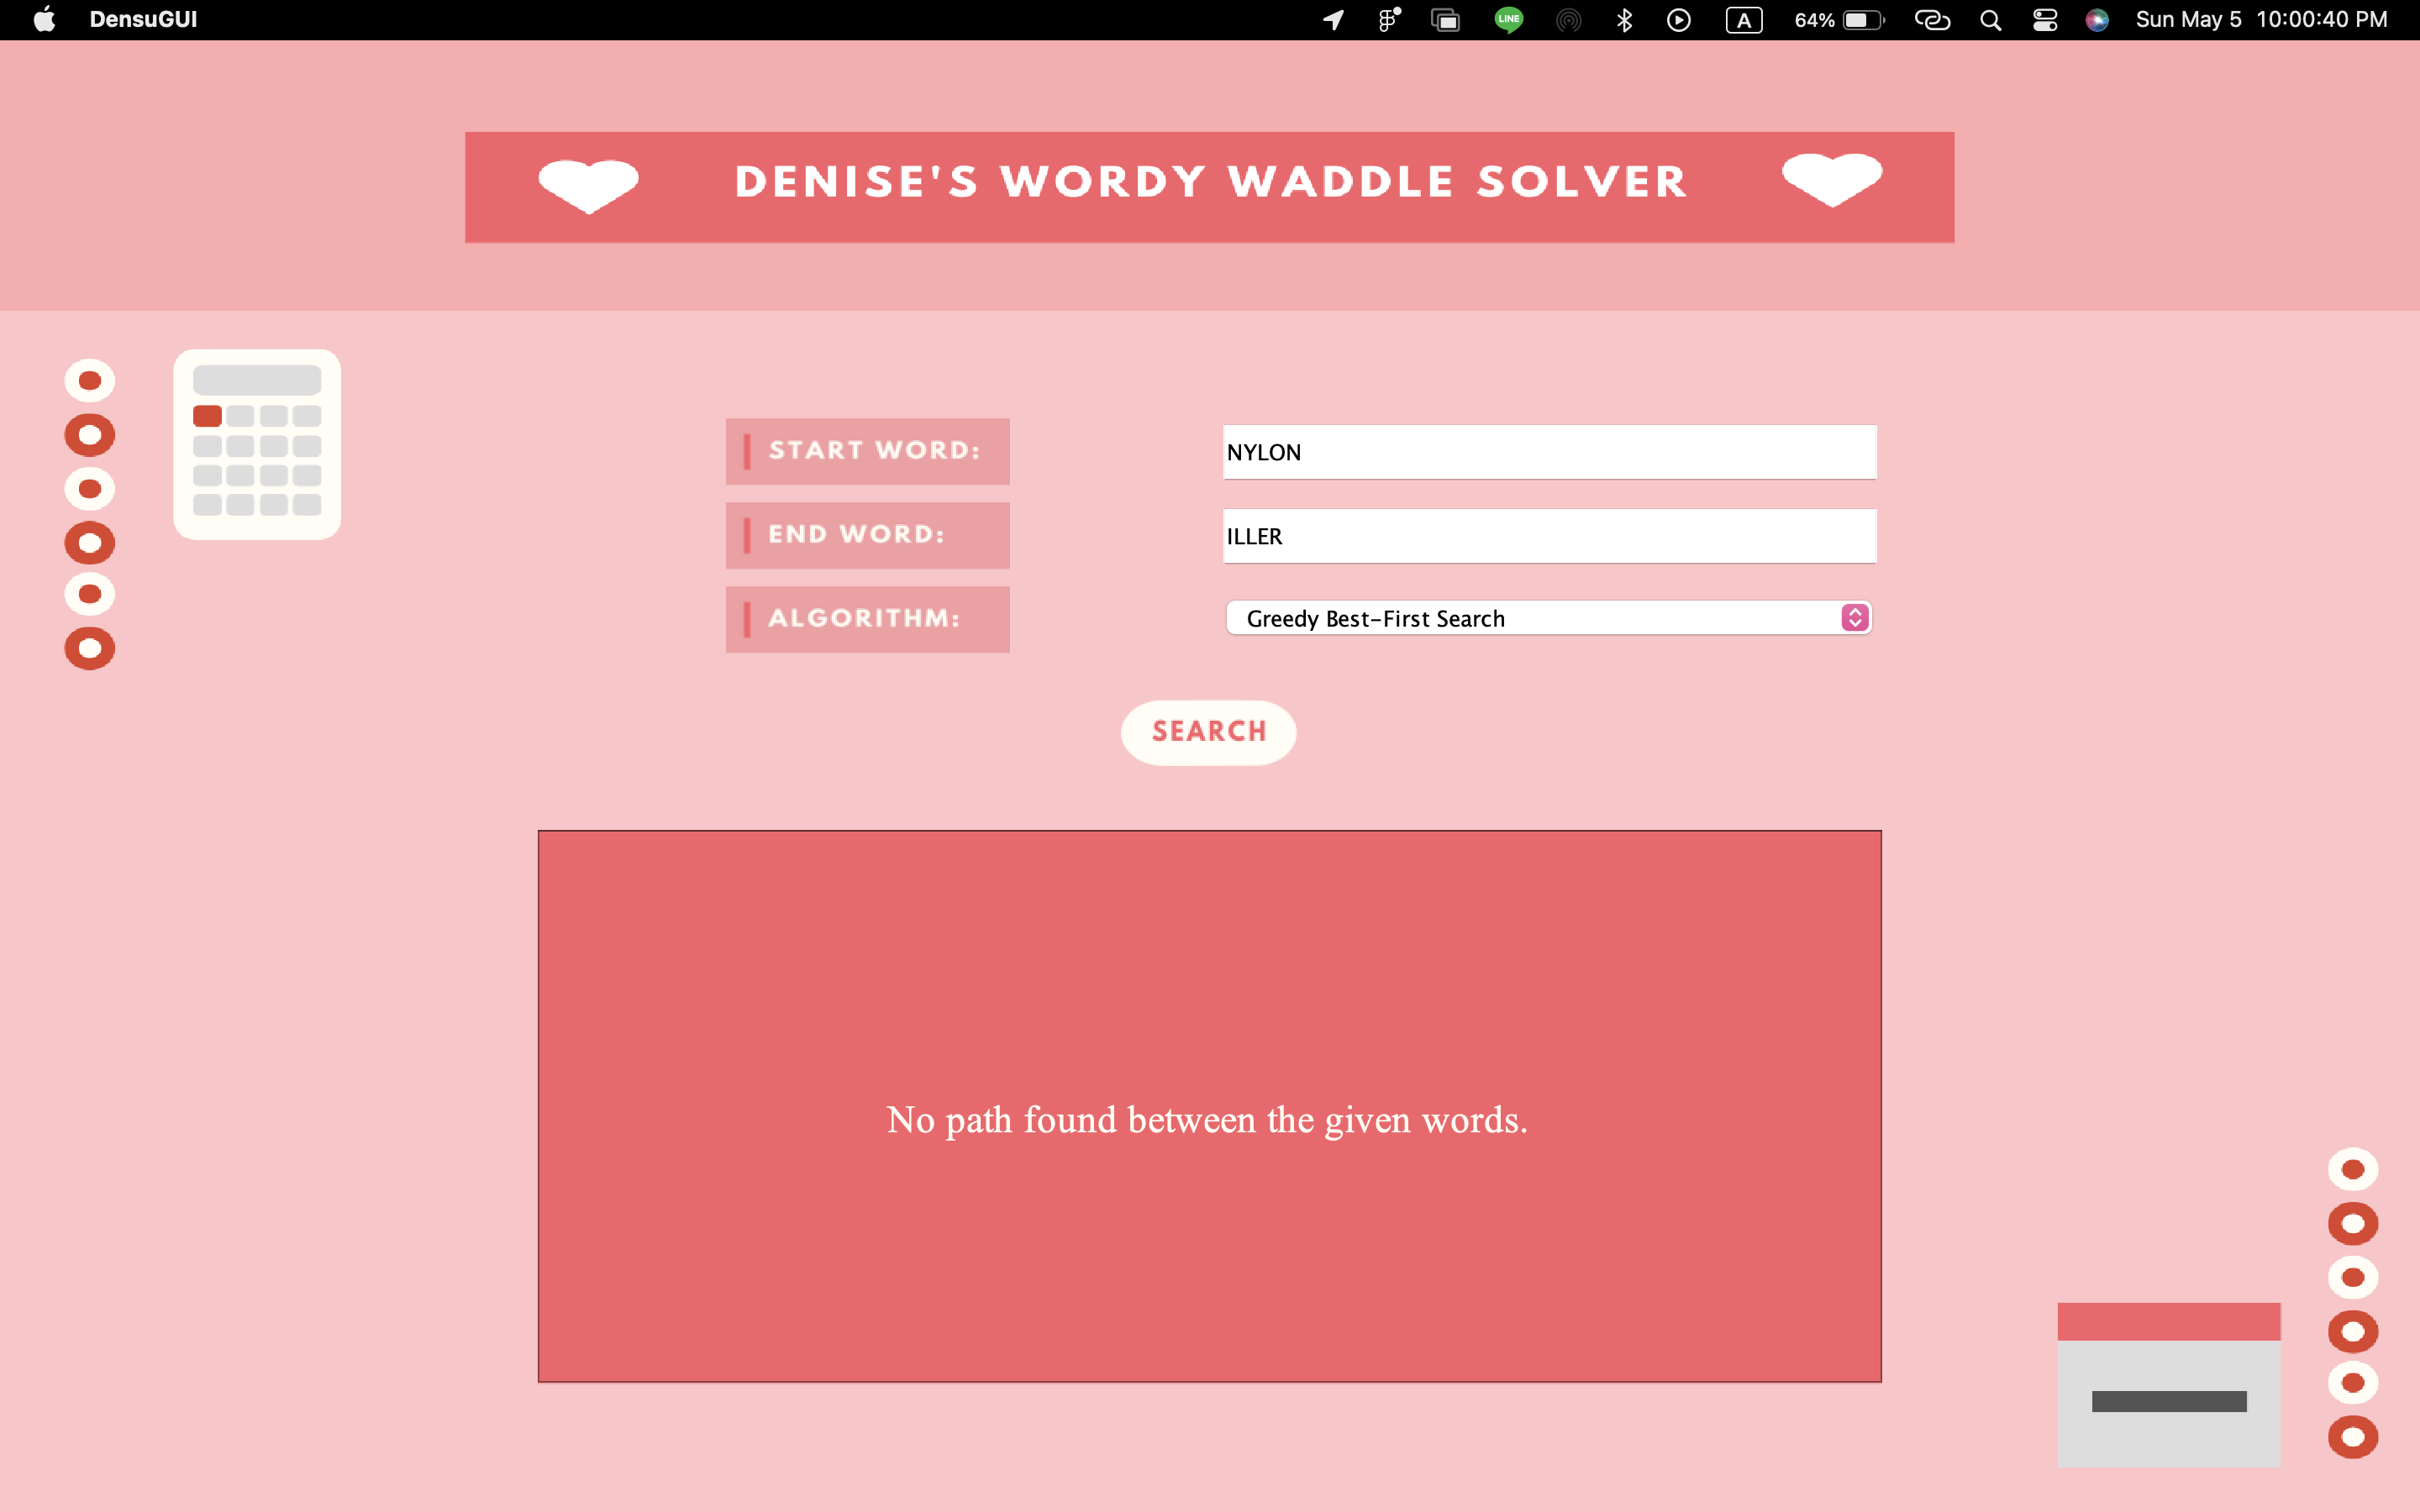 DensuGUI LINE A 64% Sun May 5 10:00:40 PM
DENISE'S WORDY WADDLE SOLVER
START WORD: NYLON
END WORD: ILLER
ALGORITHM: Greedy Best-First Search
SEARCH
No path found between the given words.